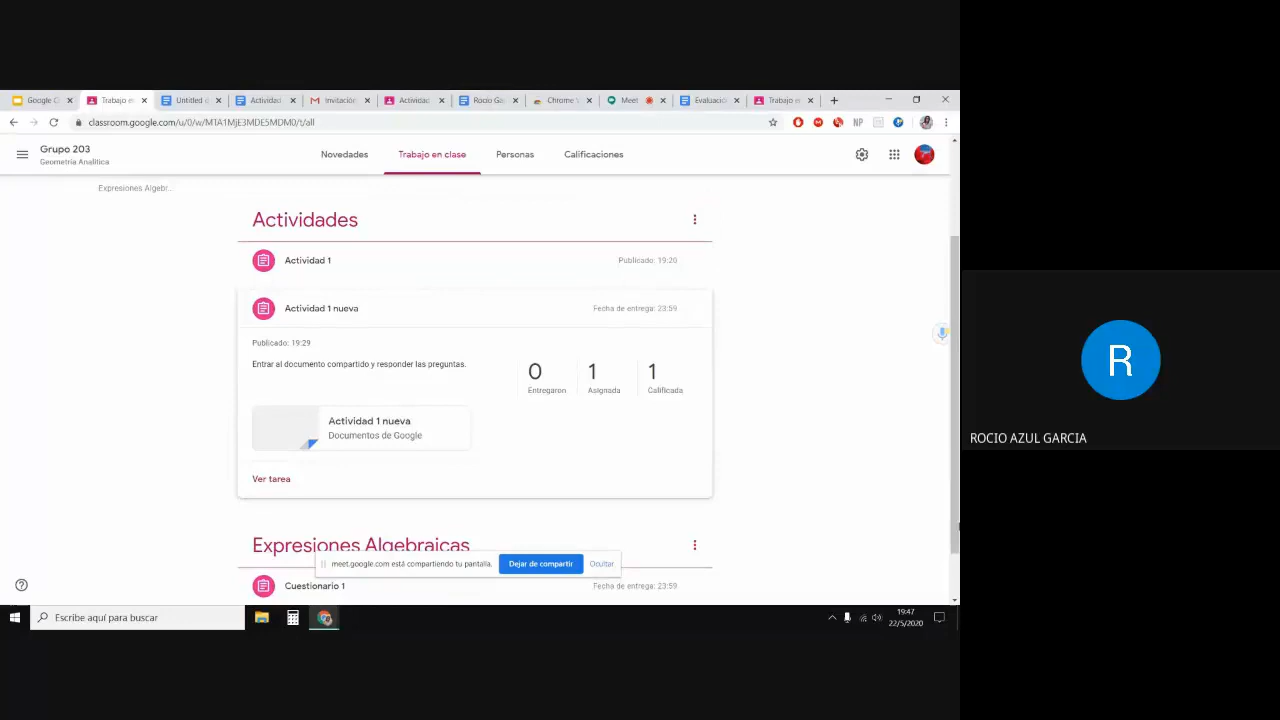 Google C
Trabajo e
Untitled d
Actividad
Invitación
Actividad
Rocío Ga
Chrome
Meet
Evaluació
Trabajo e
classroom.google.com/u/0/w/MTA1MjE3MDE5MDM0/t/all
NP
Grupo 203
Geometría Analítica
Novedades
Trabajo en clase
Personas
Calificaciones
Expresiones Algebr...
Actividades
Actividad 1
Publicado: 19:20
Actividad 1 nueva
Fecha de entrega: 23:59
Publicado: 19:29
Entrar al documento compartido y responder las preguntas.
0
1
1
Entregaron
Asignada
Calificada
Actividad 1 nueva
Documentos de Google
Ver tarea
Expresiones Algebraicas
meet.google.com está compartiendo tu pantalla.
Dejar de compartir
Ocultar
Cuestionario 1
Fecha de entrega: 23:59
Escribe aquí para buscar
19:47
22/5/2020
R
ROCIO AZUL GARCIA